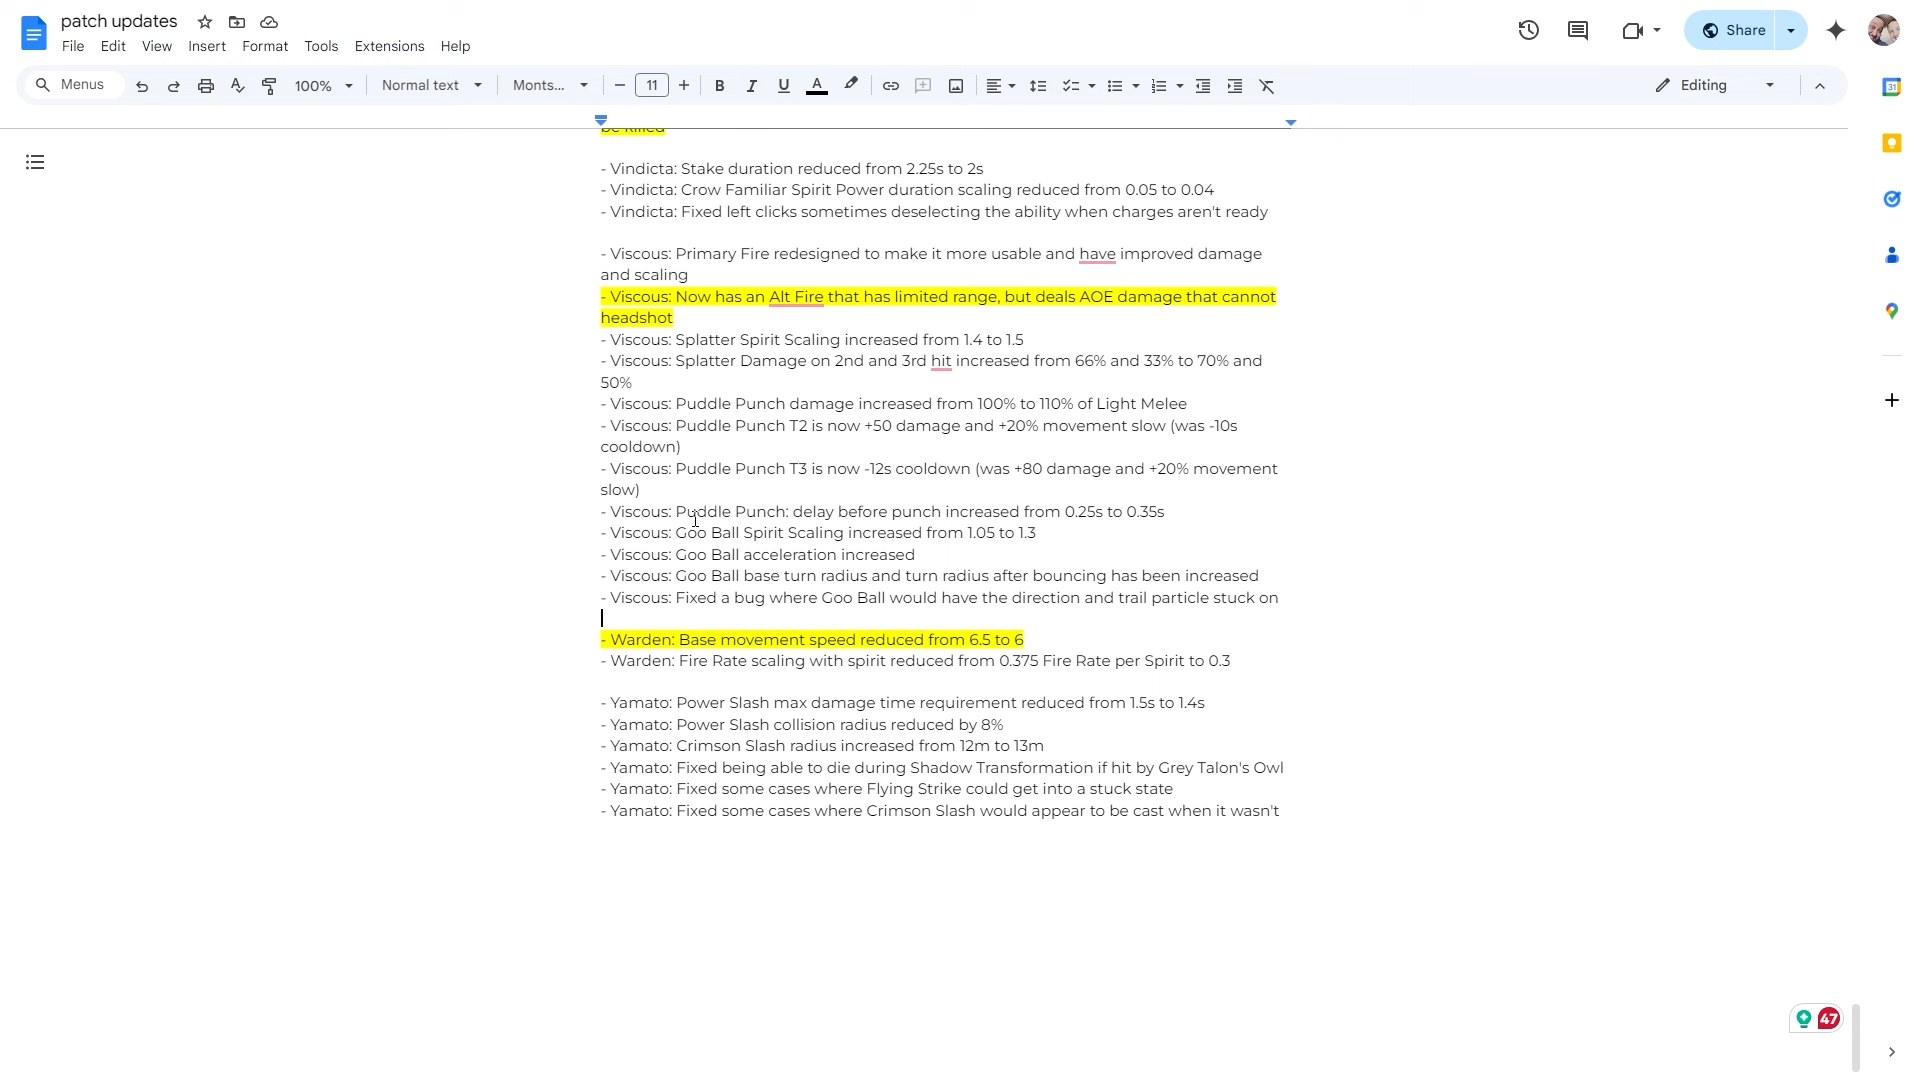 patch updates
File Edit View Insert Format Tools Extensions Help
Share
Menus 100% Normal text Monts... 11 Editing
31
be killed
- Vindicta: Stake duration reduced from 2.25s to 2s
- Vindicta: Crow Familiar Spirit Power duration scaling reduced from 0.05 to 0.04
- Vindicta: Fixed left clicks sometimes deselecting the ability when charges aren't ready
- Viscous: Primary Fire redesigned to make it more usable and have improved damage
and scaling
- Viscous: Now has an Alt Fire that has limited range, but deals AOE damage that cannot
headshot
- Viscous: Splatter Spirit Scaling increased from 1.4 to 1.5
- Viscous: Splatter Damage on 2nd and 3rd hit increased from 66% and 33% to 70% and
50%
- Viscous: Puddle Punch damage increased from 100% to 110% of Light Melee
- Viscous: Puddle Punch T2 is now +50 damage and +20% movement slow (was -10s
cooldown)
- Viscous: Puddle Punch T3 is now -12s cooldown (was +80 damage and +20% movement
slow)
- Viscous: Puddle Punch: delay before punch increased from 0.25s to 0.35s
- Viscous: Goo Ball Spirit Scaling increased from 1.05 to 1.3
- Viscous: Goo Ball acceleration increased
- Viscous: Goo Ball base turn radius and turn radius after bouncing has been increased
- Viscous: Fixed a bug where Goo Ball would have the direction and trail particle stuck on
- Warden: Base movement speed reduced from 6.5 to 6
- Warden: Fire Rate scaling with spirit reduced from 0.375 Fire Rate per Spirit to 0.3
- Yamato: Power Slash max damage time requirement reduced from 1.5s to 1.4s
- Yamato: Power Slash collision radius reduced by 8%
- Yamato: Crimson Slash radius increased from 12m to 13m
- Yamato: Fixed being able to die during Shadow Transformation if hit by Grey Talon's Owl
- Yamato: Fixed some cases where Flying Strike could get into a stuck state
- Yamato: Fixed some cases where Crimson Slash would appear to be cast when it wasn't
47